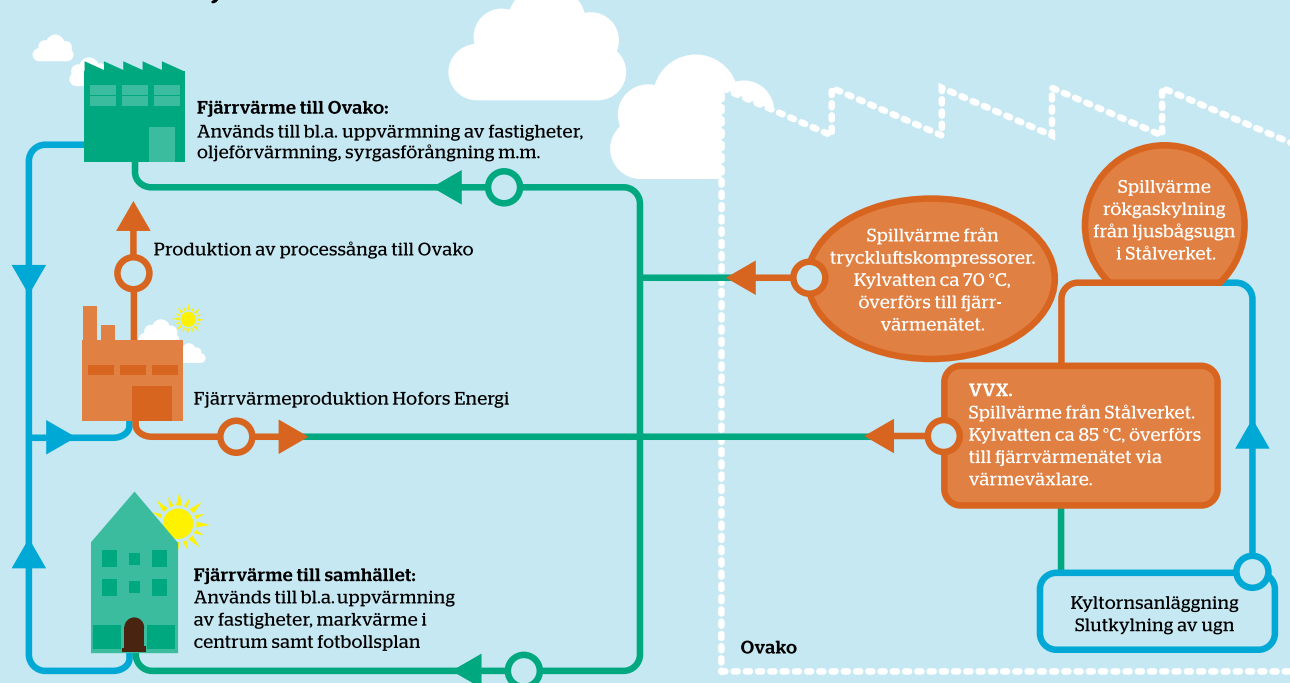 Fjärrvärme till Ovako:
Används till bl.a. uppvärmning av fastigheter,
oljeförvärmning, syrgasförångning m.m.
Produktion av processånga till Ovako
Fjärrvärmeproduktion Hofors Energi
Fjärrvärme till samhället:
Används till bl.a. uppvärmning
av fastigheter, markvärme i
centrum samt fotbollsplan
Spillvärme från
tryckluftskompressorer.
Kylvatten ca 70 °C,
överförs till fjärr-
värmenätet.
Spillvärme
rökgaskylning
från ljusbågsugn
i Stålverket.
VVX.
Spillvärme från Stålverket.
Kylvatten ca 85 °C, överförs
till fjärrvärmenätet via
värmeväxlare.
Kyltornsanläggning
Slutkylning av ugn
Ovako